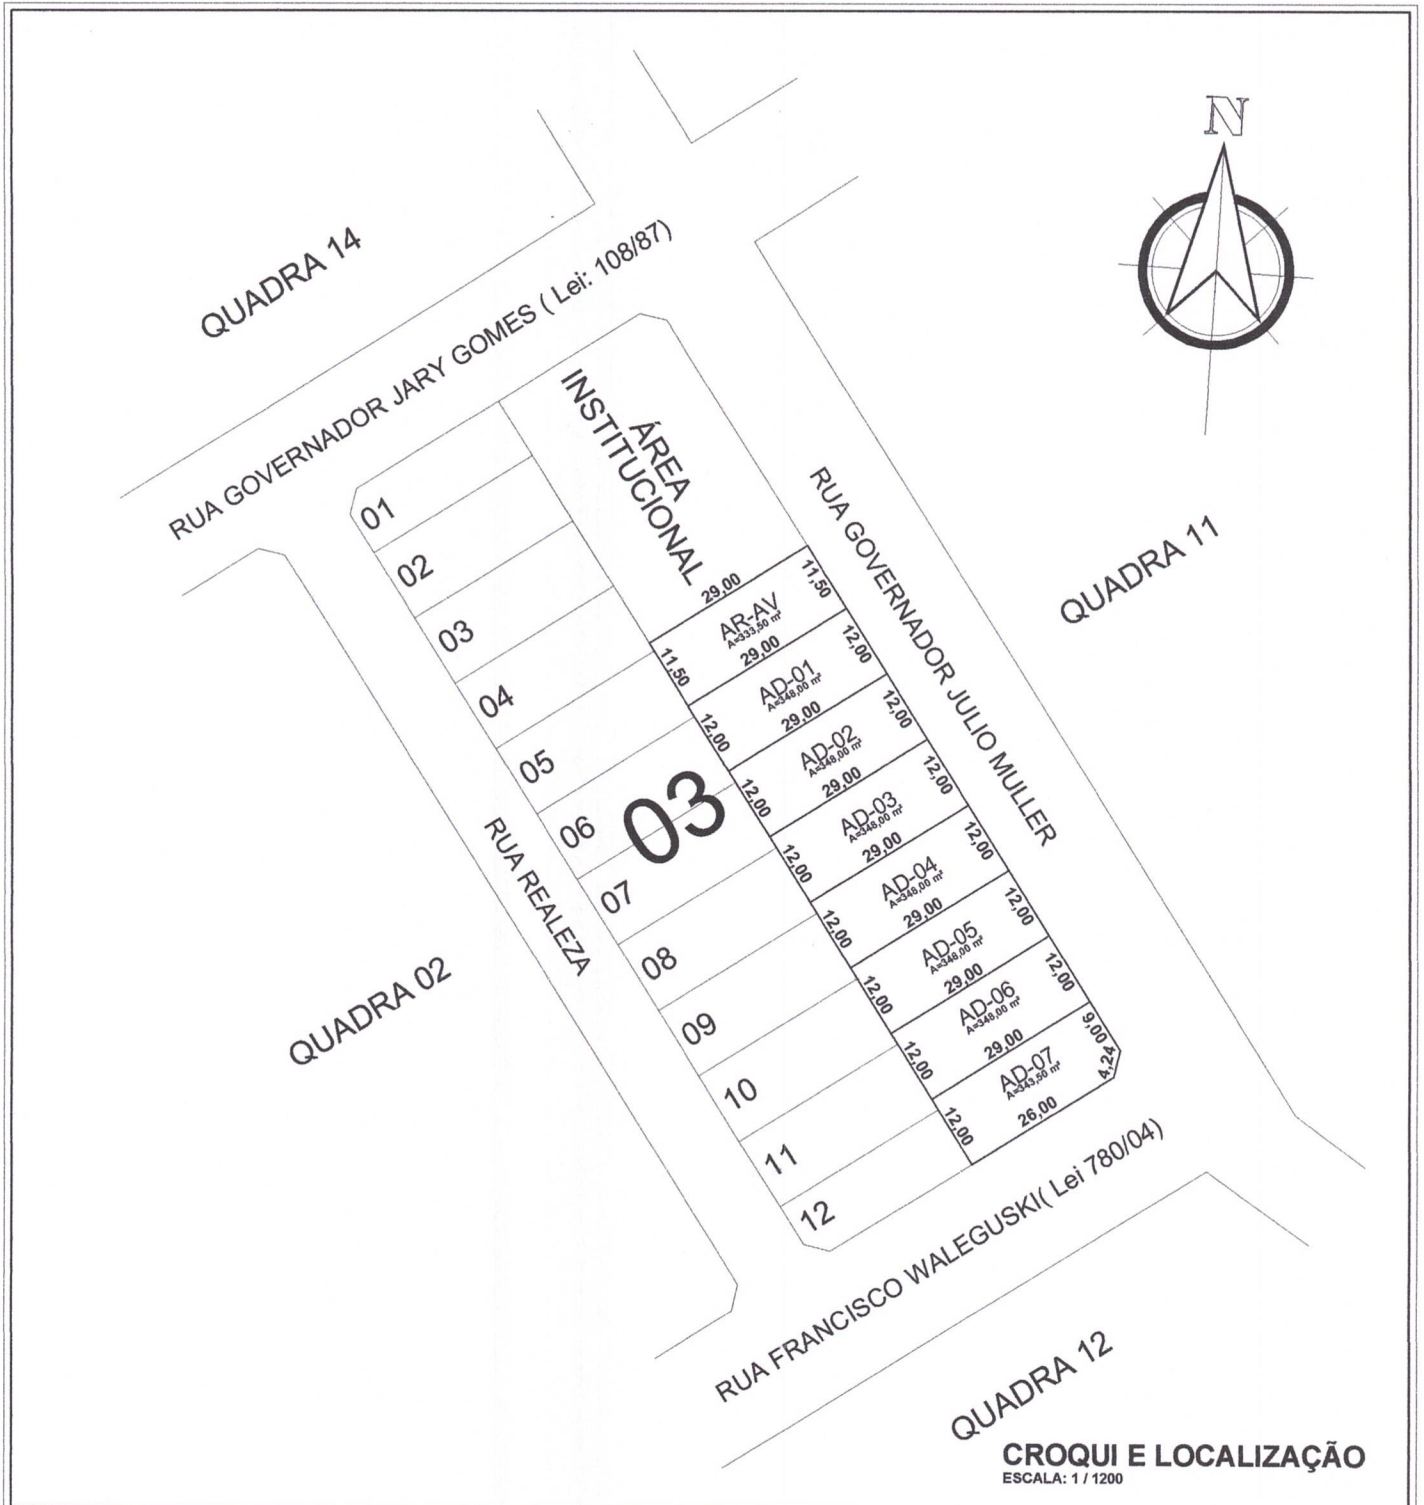 N
QUADRA 14
RUA GOVERNADOR JARY GOMES ( Lei: 108/87)
ÁREA
INSTITUCIONAL
RUA GOVERNADOR JULIO MULLER
QUADRA 11
01
02
03
04
05
06
07
08
09
10
11
12
03
29,00
11,50
AR-AV
A=333,50 m²
11,50
29,00
12,00
AD-01
A=348,00 m²
12,00
29,00
12,00
AD-02
A=348,00 m²
12,00
29,00
12,00
AD-03
A=348,00 m²
12,00
29,00
12,00
AD-04
A=348,00 m²
12,00
29,00
12,00
AD-05
A=348,00 m²
12,00
29,00
12,00
AD-06
A=348,00 m²
12,00
29,00
9,00
4,24
AD-07
A=343,50 m²
12,00
26,00
RUA REALEZA
QUADRA 02
RUA FRANCISCO WALEGUSKI( Lei 780/04)
QUADRA 12
CROQUI E LOCALIZAÇÃO
ESCALA: 1 / 1200